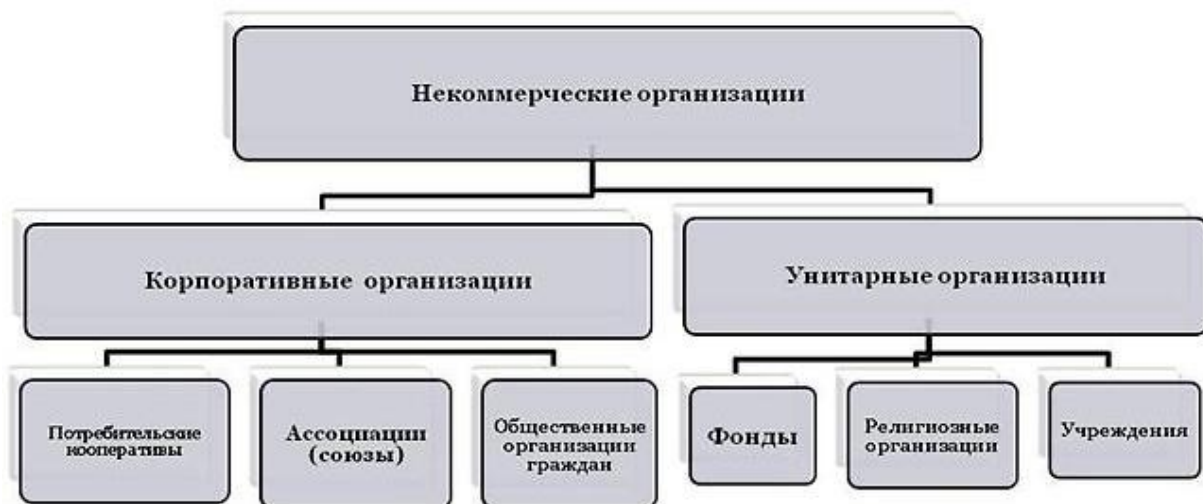 Некоммерческие организации
Корпоративные организации
Унитарные организации
Потребительские
кооперативы
Ассоциации
(союзы)
Общественные
организации
граждан
Фонды
Религиозные
организации
Учреждения